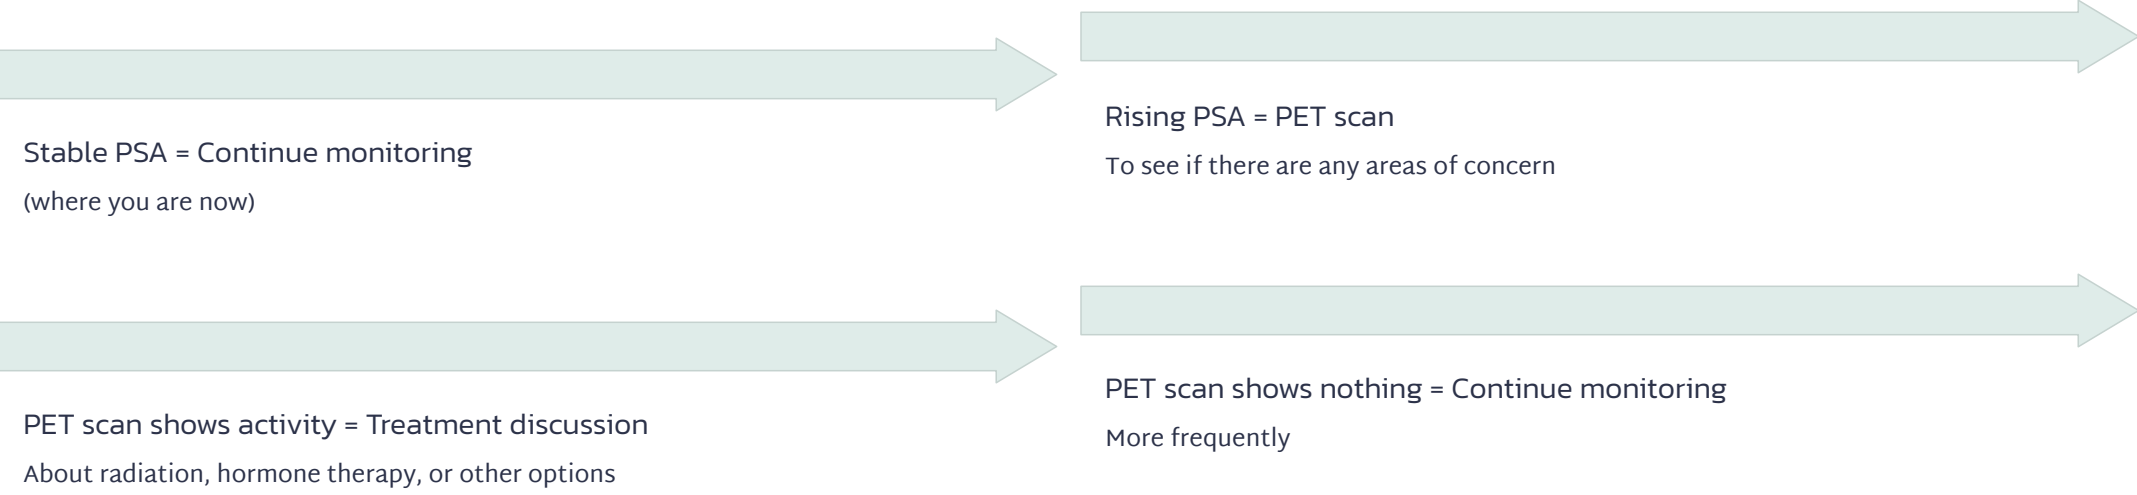 Stable PSA = Continue monitoring
(where you are now)
Rising PSA = PET scan
To see if there are any areas of concern
PET scan shows activity = Treatment discussion
About radiation, hormone therapy, or other options
PET scan shows nothing = Continue monitoring
More frequently